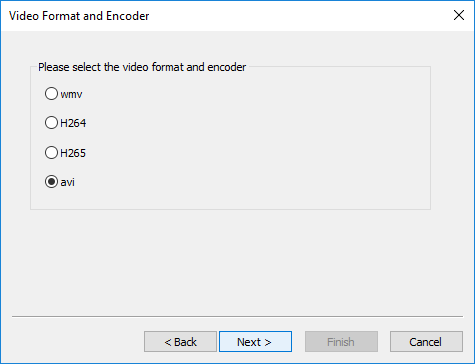 Video Format and Encoder
Please select the video format and encoder
wmv
H264
H265
avi
< Back Next > Finish Cancel